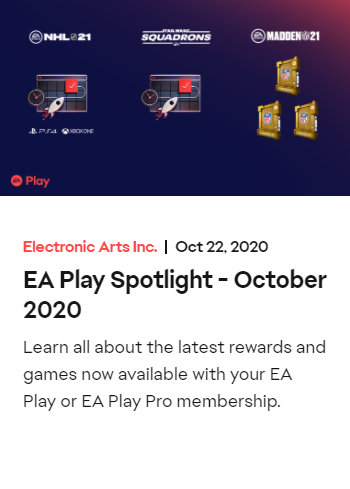 NHL 21
STAR WARS
SQUADRONS
EA
MADDEN NFL 21
PS4 XBOX ONE
EA Play
Electronic Arts Inc. | Oct 22, 2020
EA Play Spotlight - October
2020
Learn all about the latest rewards and
games now available with your EA
Play or EA Play Pro membership.